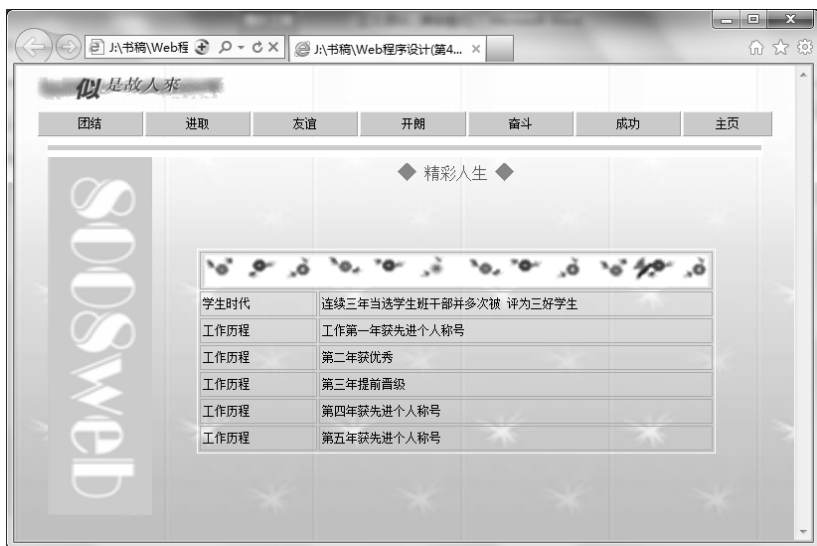 J:\书稿\Web程
J:\书稿\Web程序设计(第4...
似是故人来
团结 进取 友谊 开朗 奋斗 成功 主页
◆ 精彩人生 ◆
sodsweb
学生时代 连续三年当选学生班干部并多次被 评为三好学生
工作历程 工作第一年获先进个人称号
工作历程 第二年获优秀
工作历程 第三年提前晋级
工作历程 第四年获先进个人称号
工作历程 第五年获先进个人称号